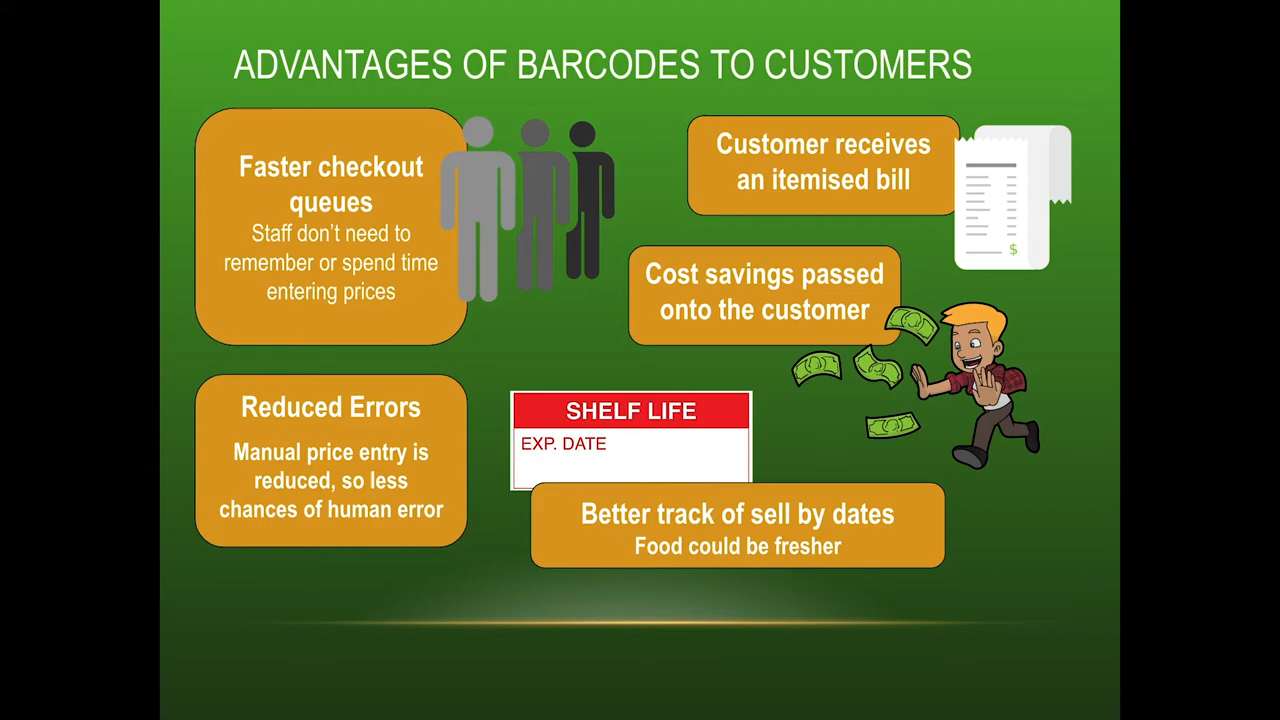 ADVANTAGES OF BARCODES TO CUSTOMERS
Faster checkout
queues
Staff don’t need to
remember or spend time
entering prices
Customer receives
an itemised bill
$
Cost savings passed
onto the customer
Reduced Errors
Manual price entry is
reduced, so less
chances of human error
SHELF LIFE
EXP. DATE
Better track of sell by dates
Food could be fresher